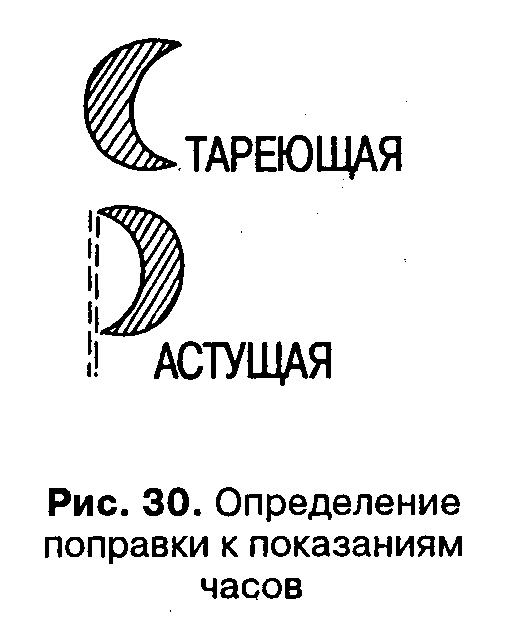 СТАРЕЮЩАЯ
РАСТУЩАЯ
Рис. 30. Определение
поправки к показаниям
часов